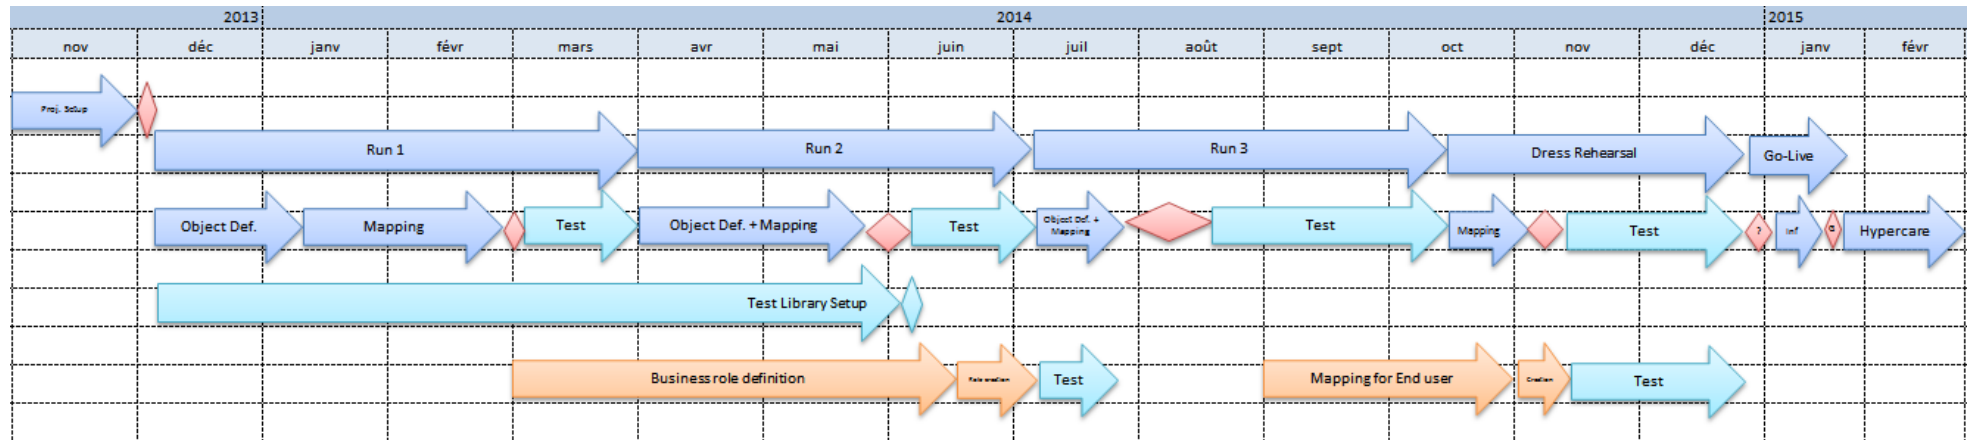 2013
2014
2015
nov
déc
janv
févr
mars
avr
mai
juin
juil
août
sept
oct
nov
déc
janv
févr
Proj. Setup
Run 1
Run 2
Run 3
Dress Rehearsal
Go-Live
Object Def.
Mapping
Test
Object Def. + Mapping
Test
Object Def. +
Mapping
Test
Mapping
Test
?
Inf
Hypercare
Test Library Setup
Business role definition
Role creation
Test
Mapping for End user
Creation
Test